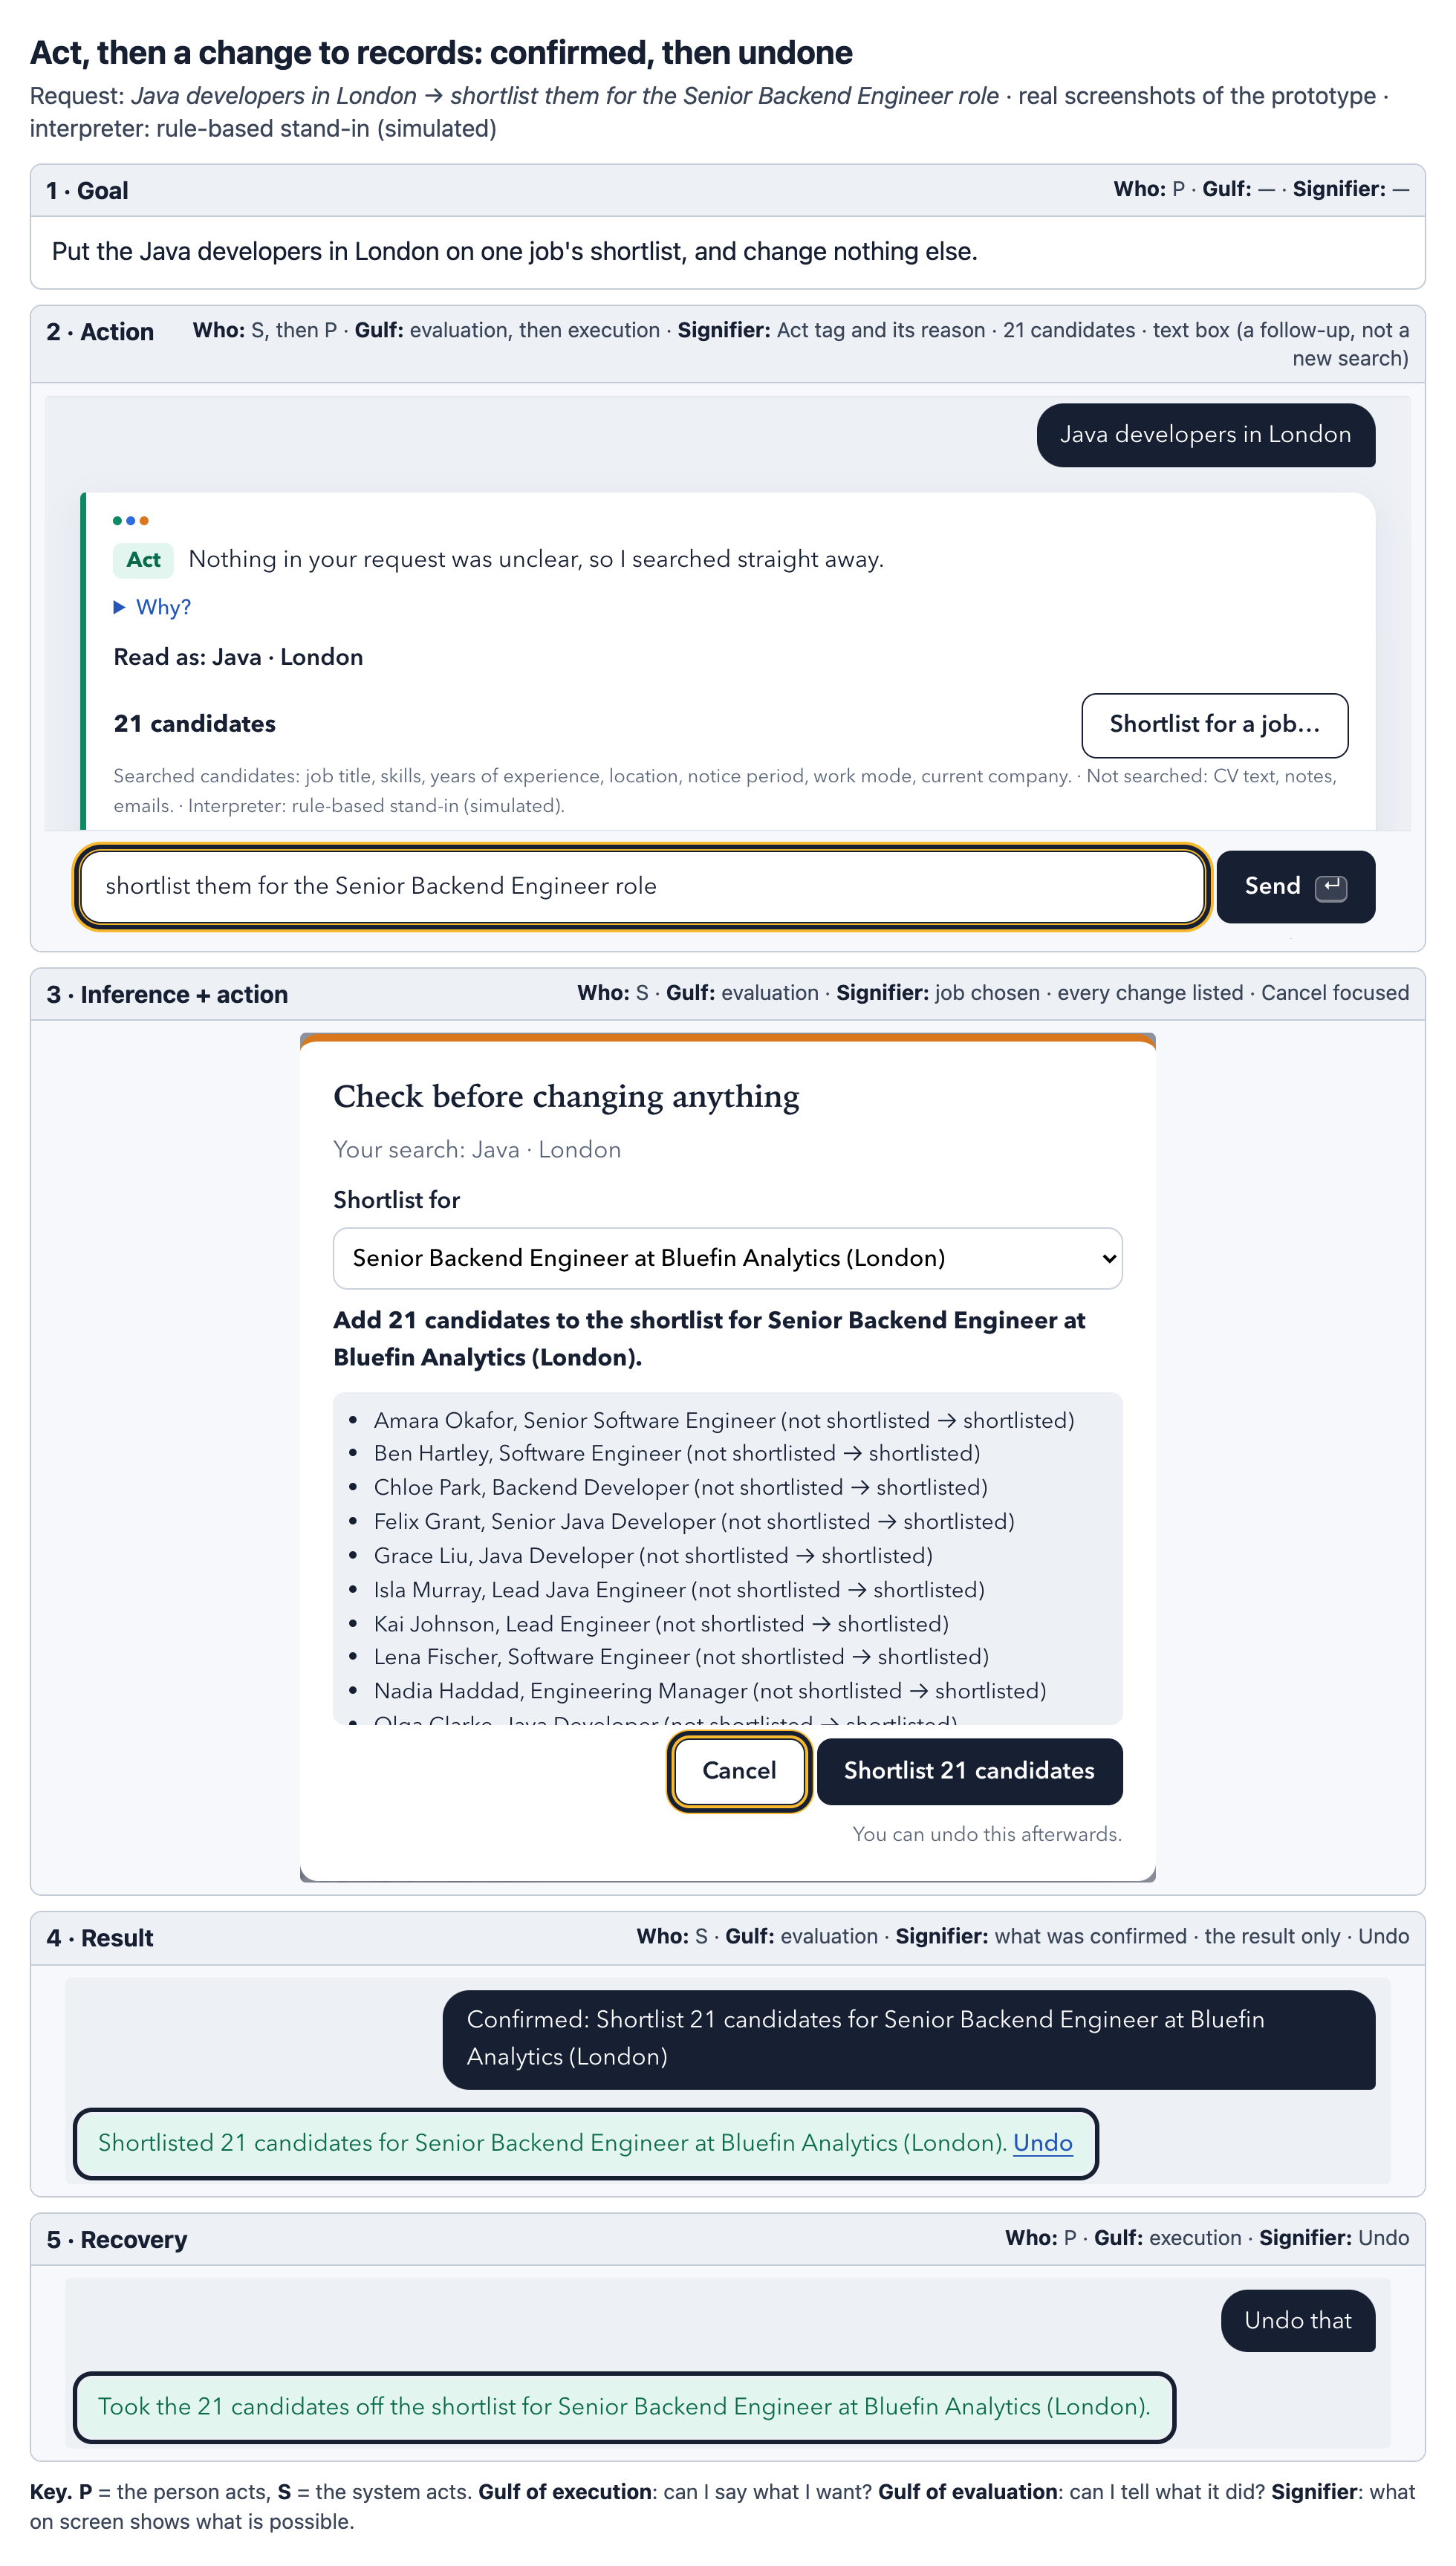 Act, then a change to records: confirmed, then undone
Request: Java developers in London → shortlist them for the Senior Backend Engineer role · real screenshots of the prototype ·
interpreter: rule-based stand-in (simulated)
1 · Goal
Who: P · Gulf: — · Signifier: —
Put the Java developers in London on one job's shortlist, and change nothing else.
2 · Action
Who: S, then P · Gulf: evaluation, then execution · Signifier: Act tag and its reason · 21 candidates · text box (a follow-up, not a
new search)
Java developers in London
Act Nothing in your request was unclear, so I searched straight away.
▶ Why?
Read as: Java · London
21 candidates
Shortlist for a job...
Searched candidates: job title, skills, years of experience, location, notice period, work mode, current company. · Not searched: CV text, notes,
emails. · Interpreter: rule-based stand-in (simulated).
shortlist them for the Senior Backend Engineer role
Send
3 · Inference + action
Who: S · Gulf: evaluation · Signifier: job chosen · every change listed · Cancel focused
Check before changing anything
Your search: Java · London
Shortlist for
Senior Backend Engineer at Bluefin Analytics (London)
Add 21 candidates to the shortlist for Senior Backend Engineer at
Bluefin Analytics (London).
• Amara Okafor, Senior Software Engineer (not shortlisted → shortlisted)
• Ben Hartley, Software Engineer (not shortlisted → shortlisted)
• Chloe Park, Backend Developer (not shortlisted → shortlisted)
• Felix Grant, Senior Java Developer (not shortlisted → shortlisted)
• Grace Liu, Java Developer (not shortlisted → shortlisted)
• Isla Murray, Lead Java Engineer (not shortlisted → shortlisted)
• Kai Johnson, Lead Engineer (not shortlisted → shortlisted)
• Lena Fischer, Software Engineer (not shortlisted → shortlisted)
• Nadia Haddad, Engineering Manager (not shortlisted → shortlisted)
• Olga Clarke, Java Developer (not shortlisted → shortlisted)
Cancel
Shortlist 21 candidates
You can undo this afterwards.
4 · Result
Who: S · Gulf: evaluation · Signifier: what was confirmed · the result only · Undo
Confirmed: Shortlist 21 candidates for Senior Backend Engineer at Bluefin
Analytics (London)
Shortlisted 21 candidates for Senior Backend Engineer at Bluefin Analytics (London). Undo
5 · Recovery
Who: P · Gulf: execution · Signifier: Undo
Undo that
Took the 21 candidates off the shortlist for Senior Backend Engineer at Bluefin Analytics (London).
Key. P = the person acts, S = the system acts. Gulf of execution: can I say what I want? Gulf of evaluation: can I tell what it did? Signifier: what
on screen shows what is possible.